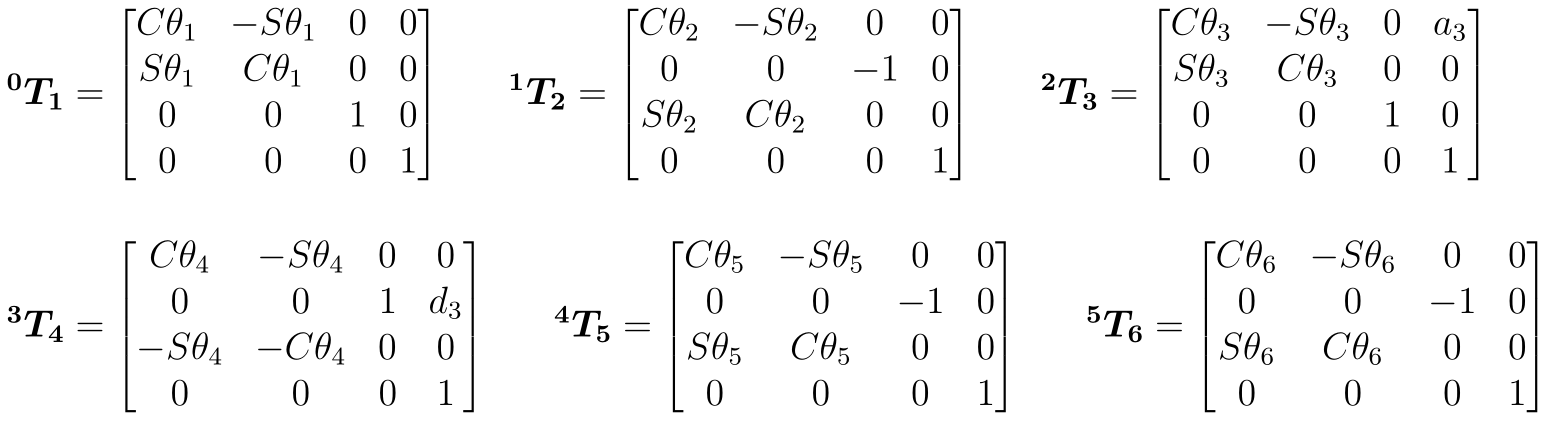 ⁰T₁ = [Cθ₁ −Sθ₁ 0 0; Sθ₁ Cθ₁ 0 0; 0 0 1 0; 0 0 0 1] ¹T₂ = [Cθ₂ −Sθ₂ 0 0; 0 0 −1 0; Sθ₂ Cθ₂ 0 0; 0 0 0 1] ²T₃ = [Cθ₃ −Sθ₃ 0 a₃; Sθ₃ Cθ₃ 0 0; 0 0 1 0; 0 0 0 1]
³T₄ = [Cθ₄ −Sθ₄ 0 0; 0 0 1 d₃; −Sθ₄ −Cθ₄ 0 0; 0 0 0 1] ⁴T₅ = [Cθ₅ −Sθ₅ 0 0; 0 0 −1 0; Sθ₅ Cθ₅ 0 0; 0 0 0 1] ⁵T₆ = [Cθ₆ −Sθ₆ 0 0; 0 0 −1 0; Sθ₆ Cθ₆ 0 0; 0 0 0 1]